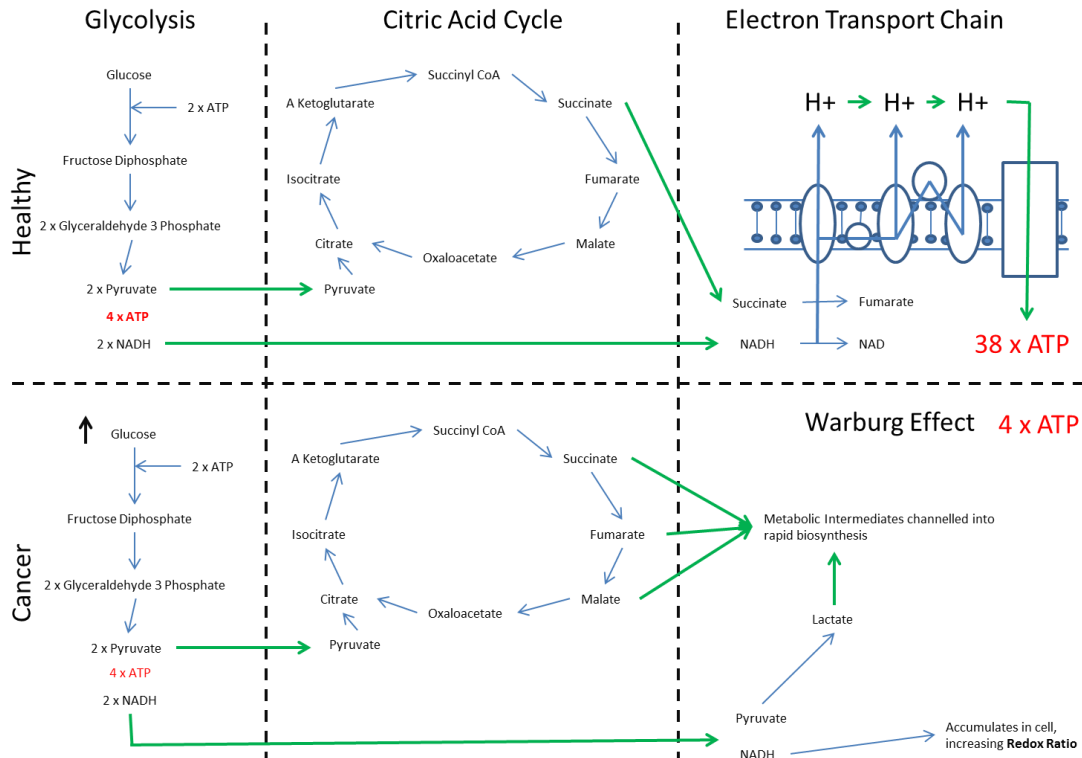 Glycolysis
Citric Acid Cycle
Electron Transport Chain
Healthy
Glucose
2 x ATP
Fructose Diphosphate
2 x Glyceraldehyde 3 Phosphate
2 x Pyruvate
4 x ATP
2 x NADH
Succinyl CoA
A Ketoglutarate
Succinate
Isocitrate
Fumarate
Citrate
Malate
Oxaloacetate
Pyruvate
H+
H+
H+
Succinate
Fumarate
NADH
NAD
38 x ATP
Cancer
Glucose
2 x ATP
Fructose Diphosphate
2 x Glyceraldehyde 3 Phosphate
2 x Pyruvate
4 x ATP
2 x NADH
Succinyl CoA
A Ketoglutarate
Succinate
Isocitrate
Fumarate
Citrate
Malate
Oxaloacetate
Pyruvate
Warburg Effect
4 x ATP
Metabolic Intermediates channelled into
rapid biosynthesis
Lactate
Pyruvate
NADH
Accumulates in cell,
increasing Redox Ratio